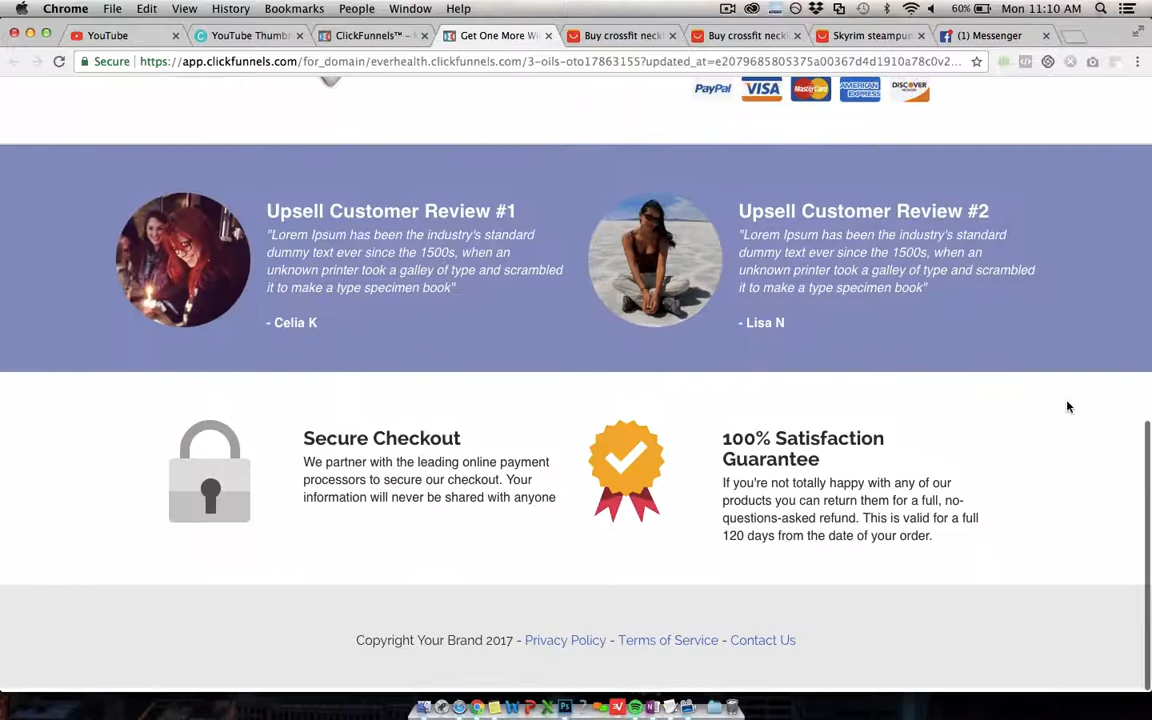 Chrome File Edit View History Bookmarks People Window Help 60% Mon 11:10 AM
YouTube
YouTube Thumb
ClickFunnels™ –
Get One More Wi
Buy crossfit neckl
Buy crossfit neckl
Skyrim steampun
(1) Messenger
Secure https://app.clickfunnels.com/for_domain/everhealth.clickfunnels.com/3-oils-oto17863155?updated_at=e2079685805375a00367d4d1910a78c0v2...
PayPal VISA MasterCard AMERICAN EXPRESS DISCOVER
Upsell Customer Review #1
"Lorem Ipsum has been the industry's standard
dummy text ever since the 1500s, when an
unknown printer took a galley of type and scrambled
it to make a type specimen book"
- Celia K
Upsell Customer Review #2
"Lorem Ipsum has been the industry's standard
dummy text ever since the 1500s, when an
unknown printer took a galley of type and scrambled
it to make a type specimen book"
- Lisa N
Secure Checkout
We partner with the leading online payment
processors to secure our checkout. Your
information will never be shared with anyone
100% Satisfaction
Guarantee
If you're not totally happy with any of our
products you can return them for a full, no-
questions-asked refund. This is valid for a full
120 days from the date of your order.
Copyright Your Brand 2017 - Privacy Policy - Terms of Service - Contact Us